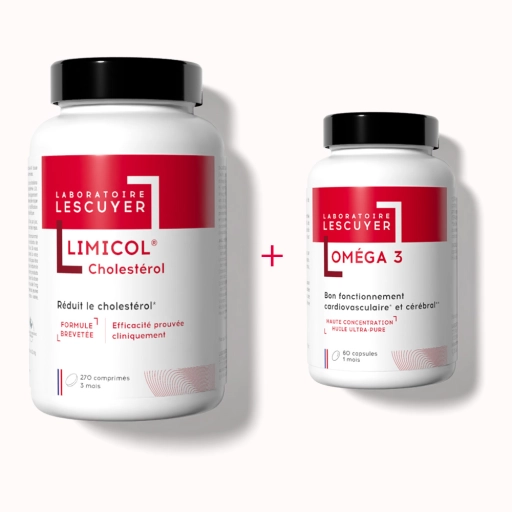 LABORATOIRE
LESCUYER
LIMICOL®
Cholestérol
Réduit le cholestérol*
FORMULE
BREVETÉE
Efficacité prouvée
cliniquement
270 comprimés
3 mois
+
LABORATOIRE
LESCUYER
OMÉGA 3
Bon fonctionnement
cardiovasculaire* et cérébral**
HAUTE CONCENTRATION
HUILE ULTRA-PURE
60 capsules
1 mois